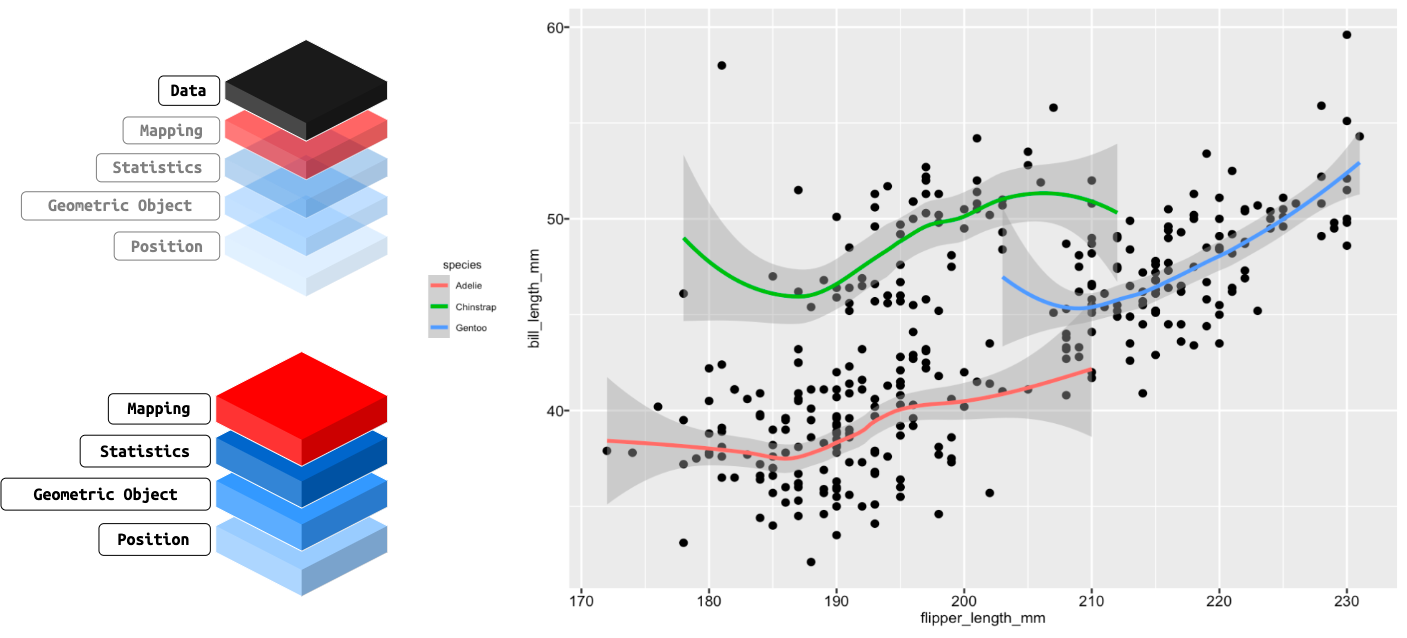 Data
Mapping
Statistics
Geometric Object
Position
Mapping
Statistics
Geometric Object
Position
species
Adelie
Chinstrap
Gentoo
bill_length_mm
60
50
40
170 180 190 200 210 220 230
flipper_length_mm